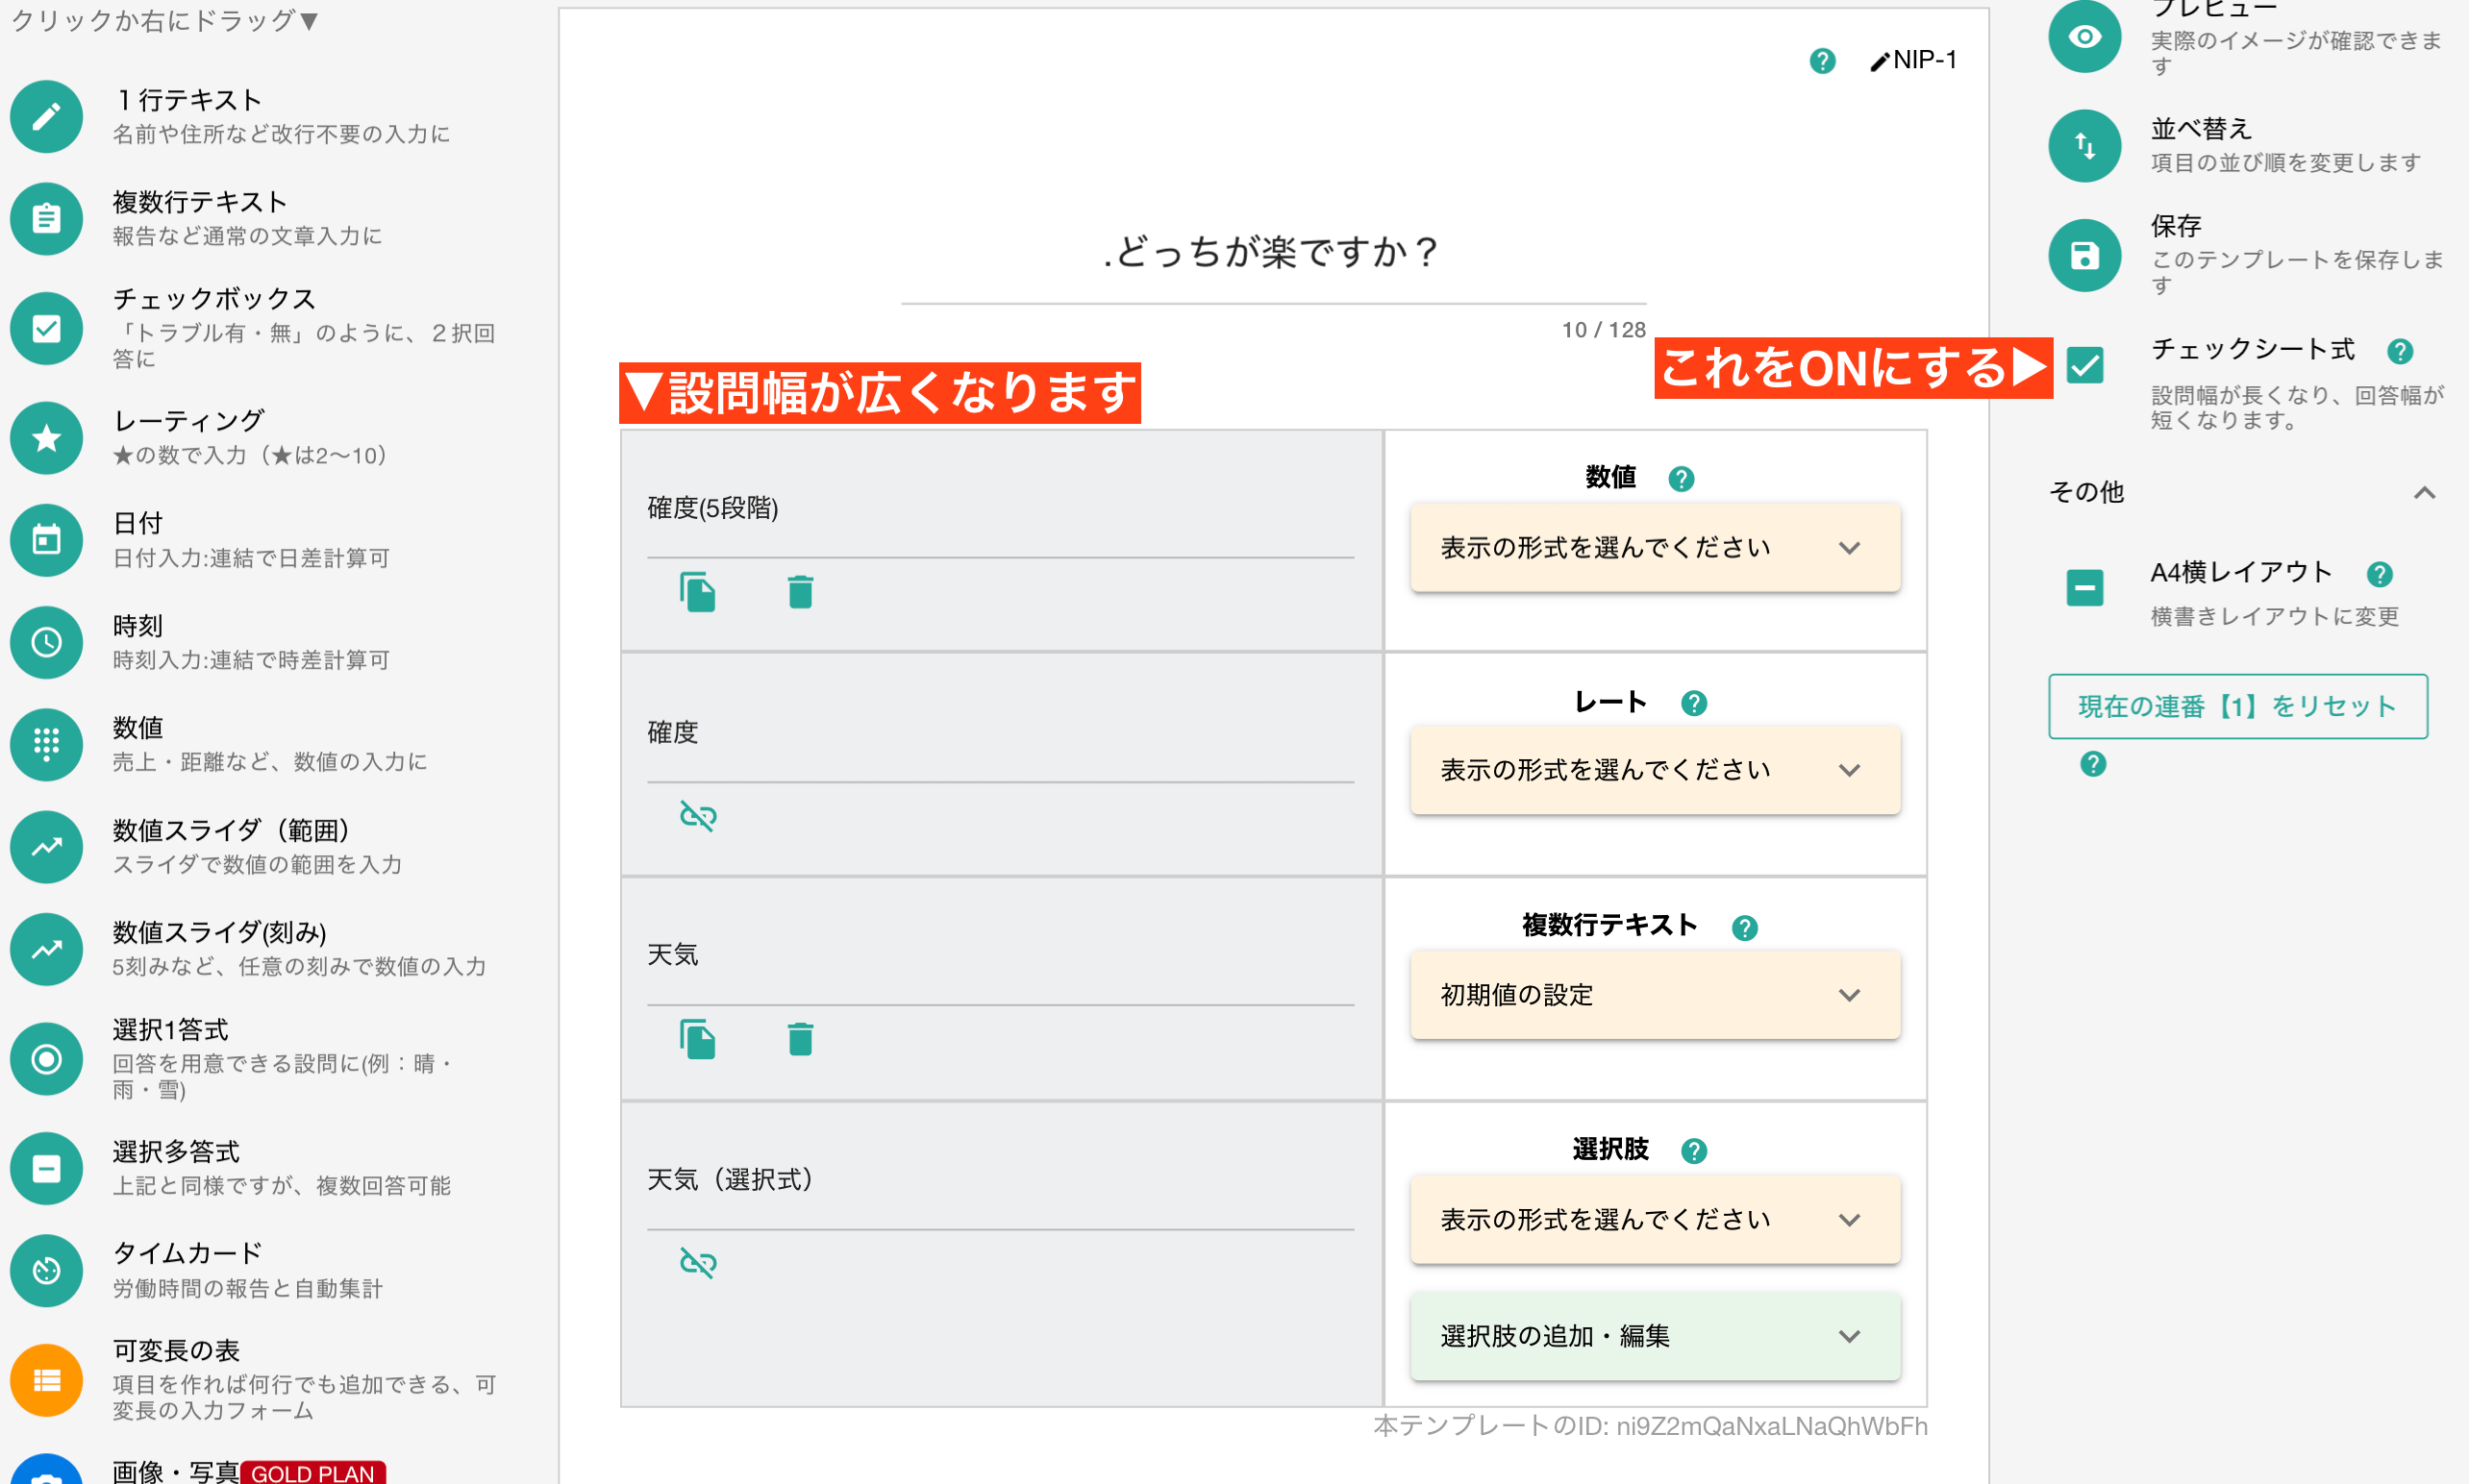 クリックか右にドラッグ▼
１行テキスト
名前や住所など改行不要の入力に
複数行テキスト
報告など通常の文章入力に
チェックボックス
「トラブル有・無」のように、２択回
答に
レーティング
★の数で入力（★は2〜10）
日付
日付入力:連結で日差計算可
時刻
時刻入力:連結で時差計算可
数値
売上・距離など、数値の入力に
数値スライダ（範囲）
スライダで数値の範囲を入力
数値スライダ(刻み)
5刻みなど、任意の刻みで数値の入力
選択1答式
回答を用意できる設問に(例：晴・
雨・雪)
選択多答式
上記と同様ですが、複数回答可能
タイムカード
労働時間の報告と自動集計
可変長の表
項目を作れば何行でも追加できる、可
変長の入力フォーム
画像・写真 GOLD PLAN
NIP-1
.どっちが楽ですか？
10 / 128
▼設問幅が広くなります
これをONにする▶
確度(5段階)
数値
表示の形式を選んでください
確度
レート
表示の形式を選んでください
天気
複数行テキスト
初期値の設定
天気（選択式）
選択肢
表示の形式を選んでください
選択肢の追加・編集
本テンプレートのID: ni9Z2mQaNxaLNaQhWbFh
プレビュー
実際のイメージが確認できま
す
並べ替え
項目の並び順を変更します
保存
このテンプレートを保存しま
す
チェックシート式
設問幅が長くなり、回答幅が
短くなります。
その他
A4横レイアウト
横書きレイアウトに変更
現在の連番【1】をリセット